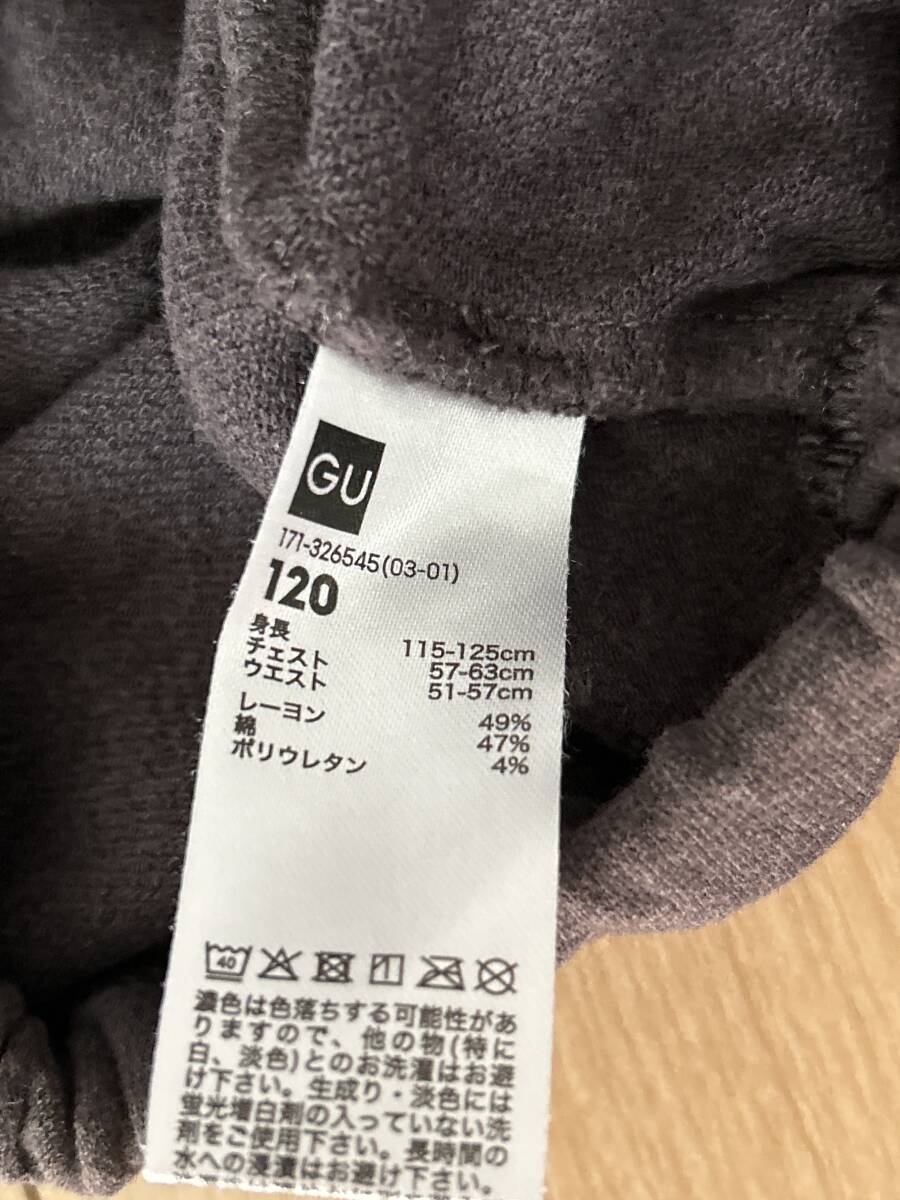 GU
171-326545(03-01)
120
身長 115-125cm
チェスト 57-63cm
ウエスト 51-57cm
レーヨン 49%
綿 47%
ポリウレタン 4%
40
濃色は色落ちする可能性があ
りますので、他の物(特に
白、淡色)とのお洗濯はお避
け下さい。生成り・淡色には
蛍光増白剤の入っていない洗
剤をご使用下さい。長時間の
水への浸漬はお避け下さい。